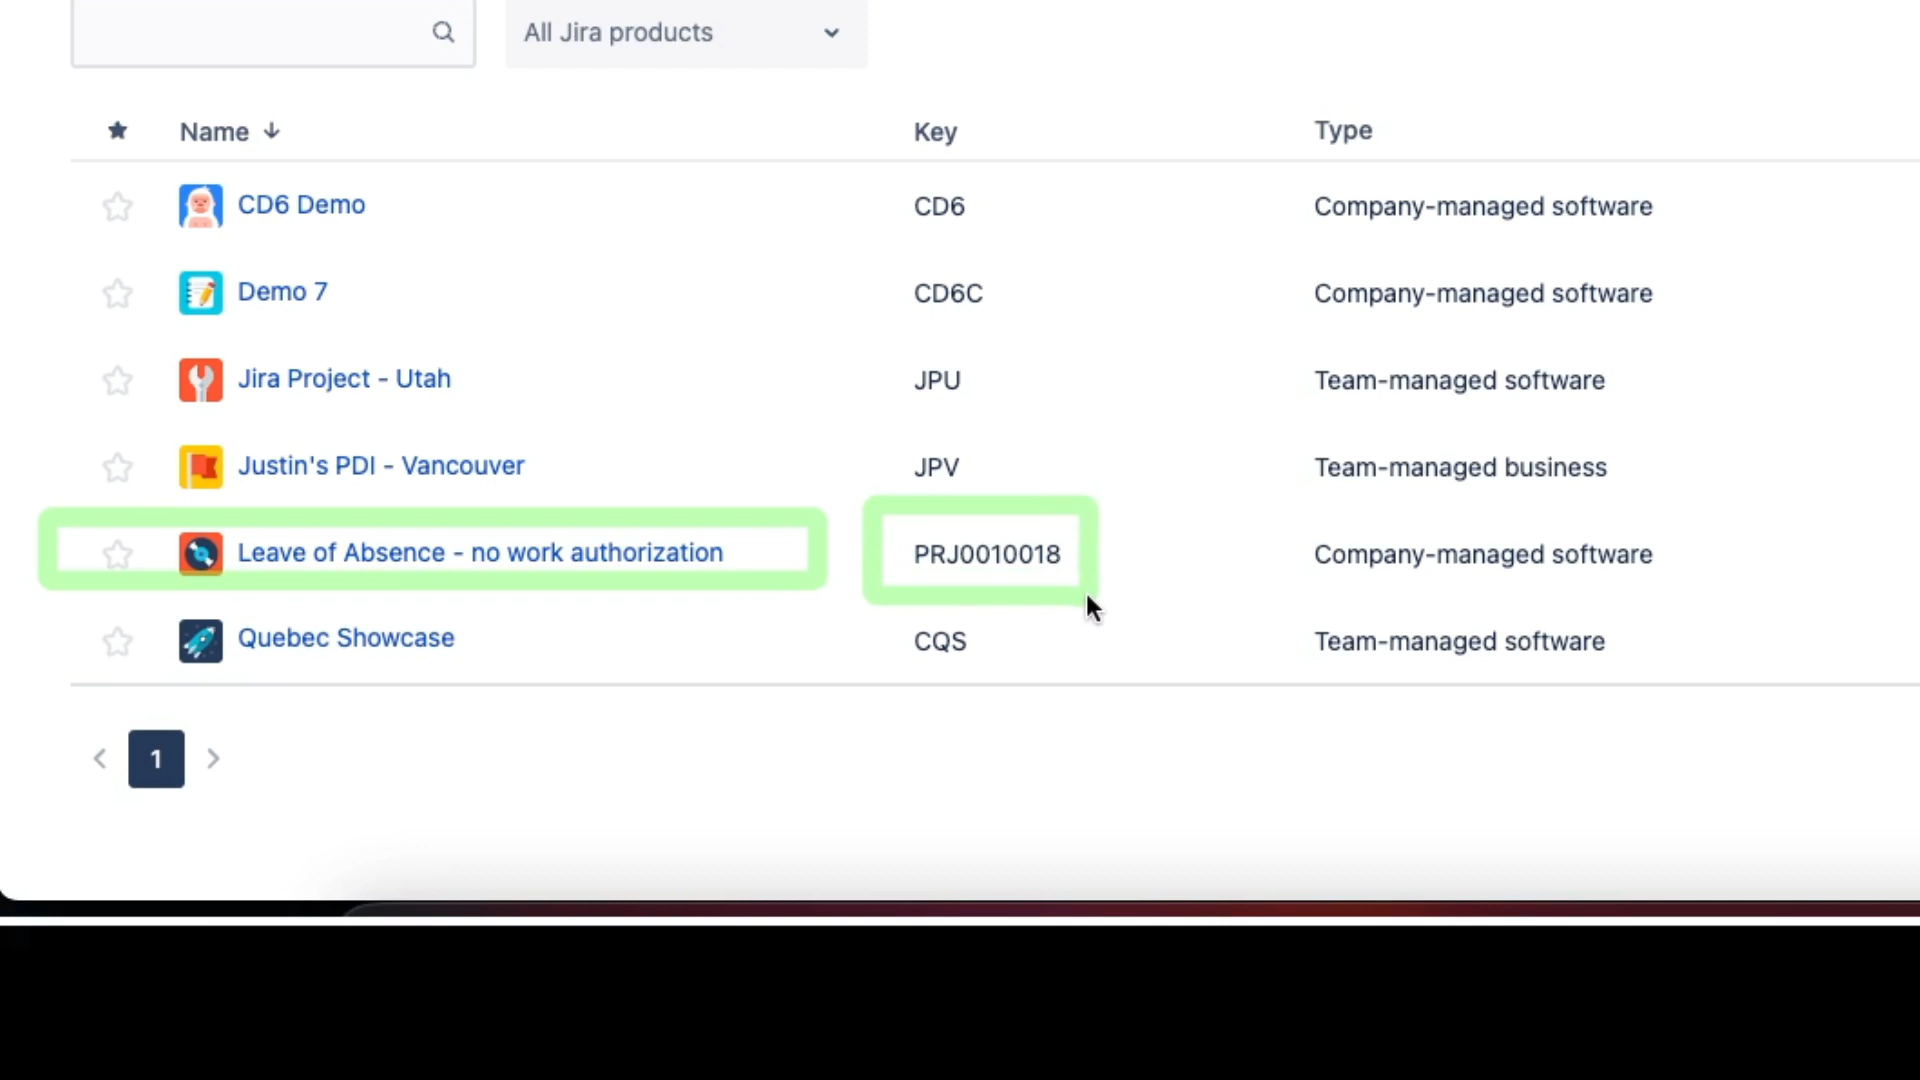 All Jira products
Name Key Type
CD6 Demo CD6 Company-managed software
Demo 7 CD6C Company-managed software
Jira Project - Utah JPU Team-managed software
Justin's PDI - Vancouver JPV Team-managed business
Leave of Absence - no work authorization PRJ0010018 Company-managed software
Quebec Showcase CQS Team-managed software
1